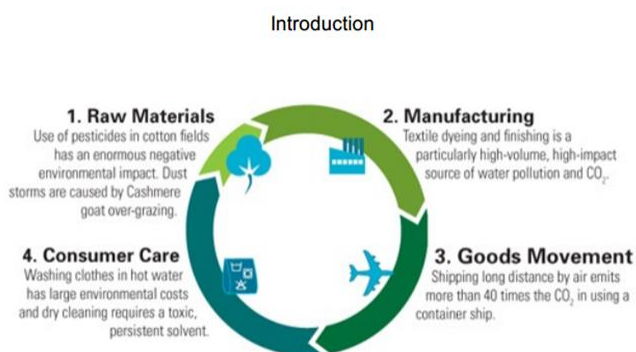 Introduction
1. Raw Materials
Use of pesticides in cotton fields
has an enormous negative
environmental impact. Dust
storms are caused by Cashmere
goat over-grazing.
2. Manufacturing
Textile dyeing and finishing is a
particularly high-volume, high-impact
source of water pollution and CO₂.
3. Goods Movement
Shipping long distance by air emits
more than 40 times the CO₂ in using a
container ship.
4. Consumer Care
Washing clothes in hot water
has large environmental costs
and dry cleaning requires a toxic,
persistent solvent.